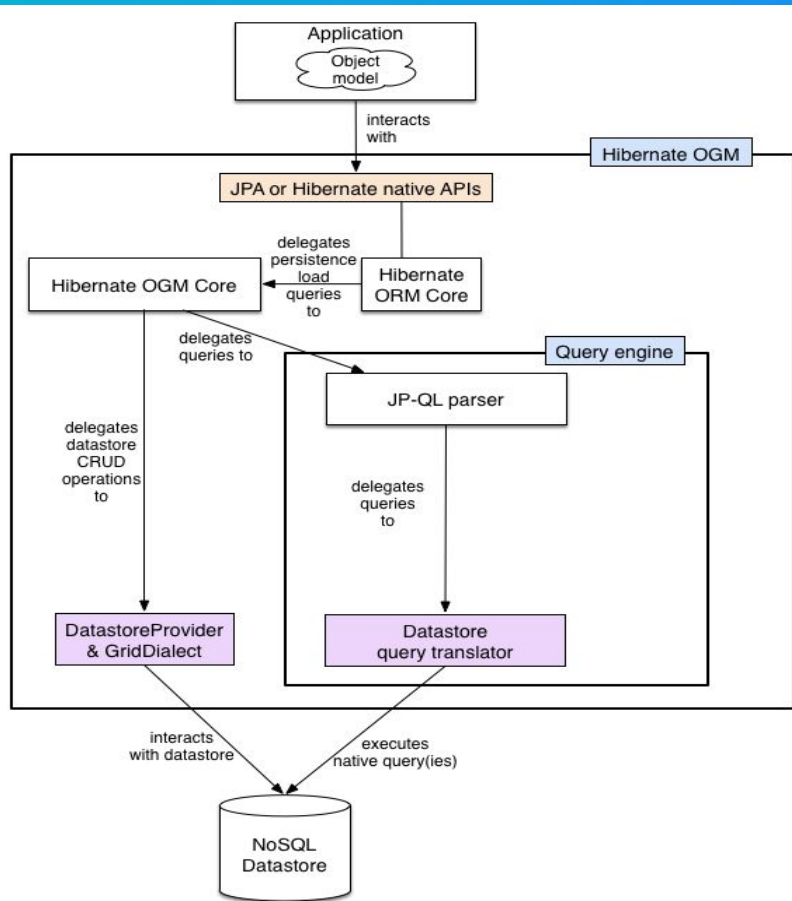 Application
Object
model
interacts
with
Hibernate OGM
JPA or Hibernate native APIs
delegates
persistence
load
queries
to
Hibernate OGM Core
Hibernate
ORM Core
delegates
queries to
Query engine
JP-QL parser
delegates
datastore
CRUD
operations
to
delegates
queries
to
DatastoreProvider
& GridDialect
Datastore
query translator
interacts
with datastore
executes
native query(ies)
NoSQL
Datastore